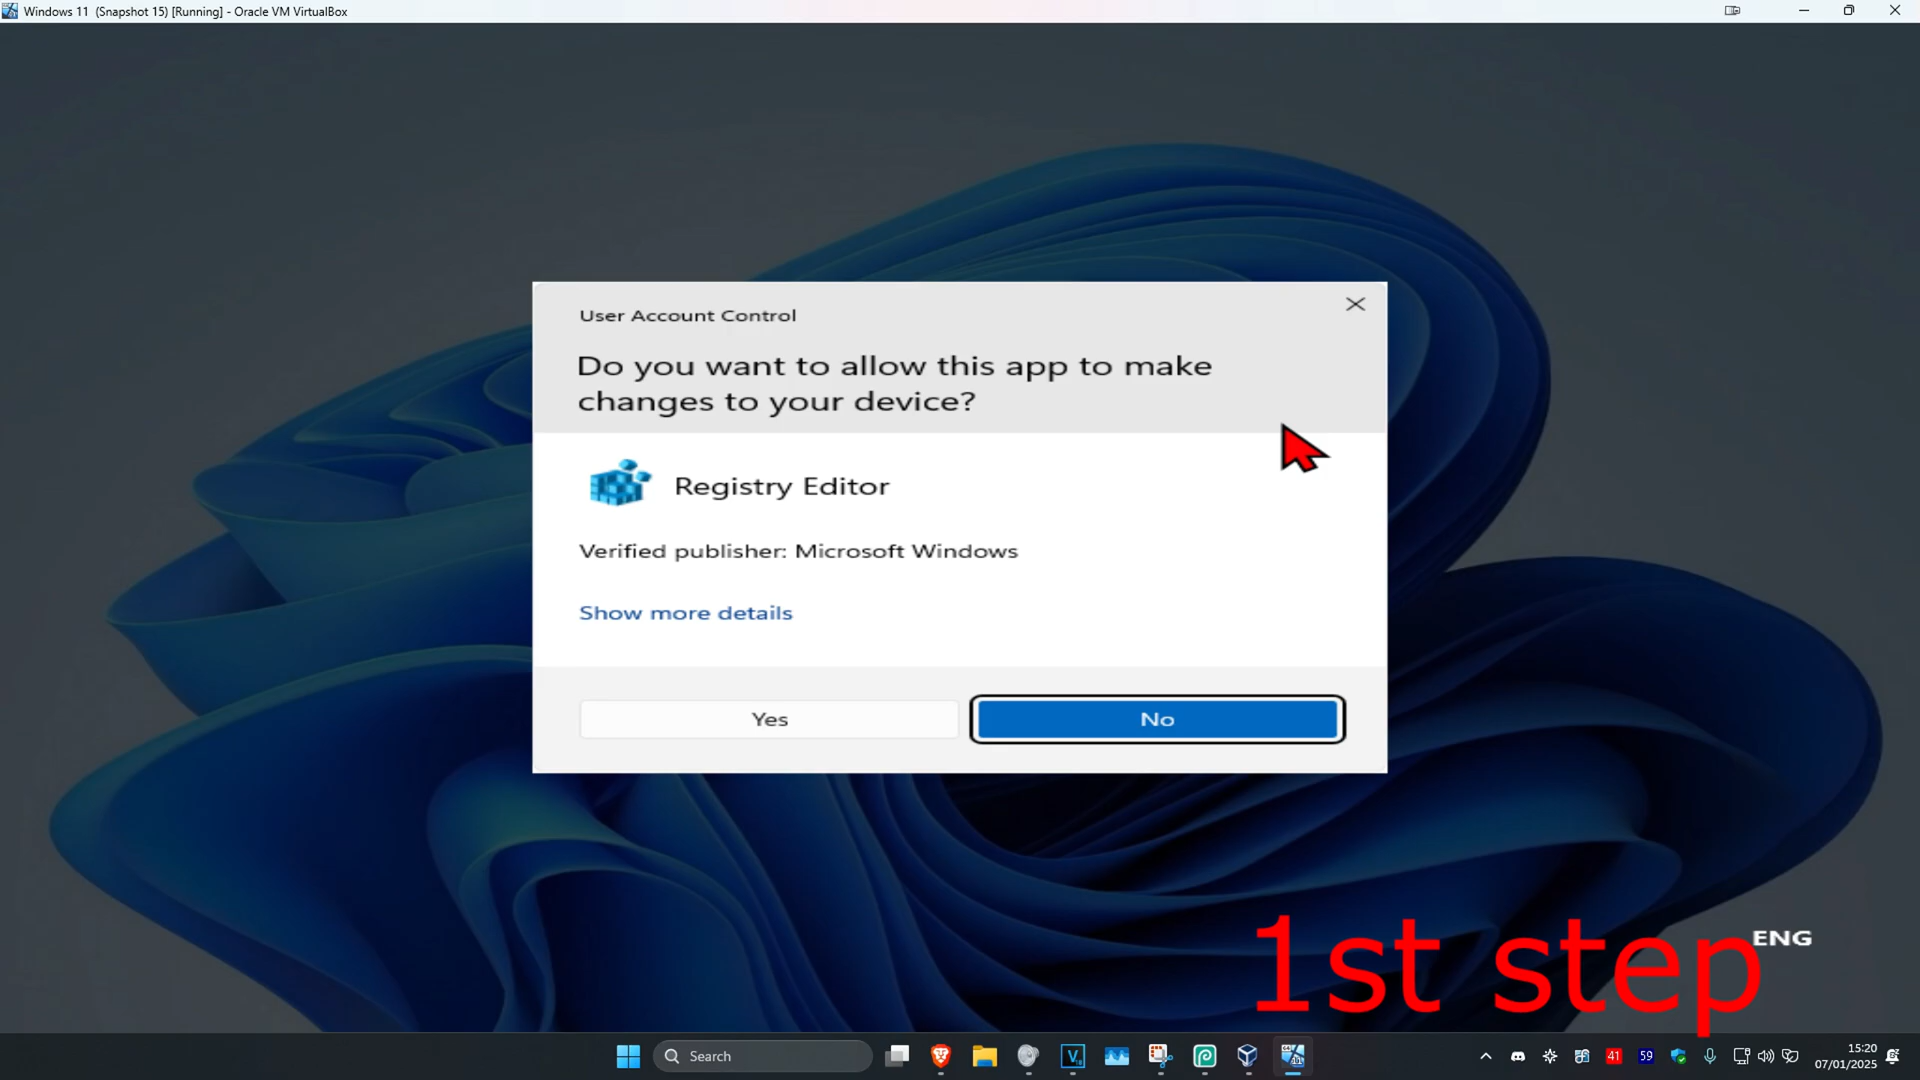 Windows 11 (Snapshot 15) [Running] - Oracle VM VirtualBox
User Account Control
Do you want to allow this app to make
changes to your device?
Registry Editor
Verified publisher: Microsoft Windows
Show more details
Yes
No
1st step
ENG
Search
V
41
59
15:20
07/01/2025